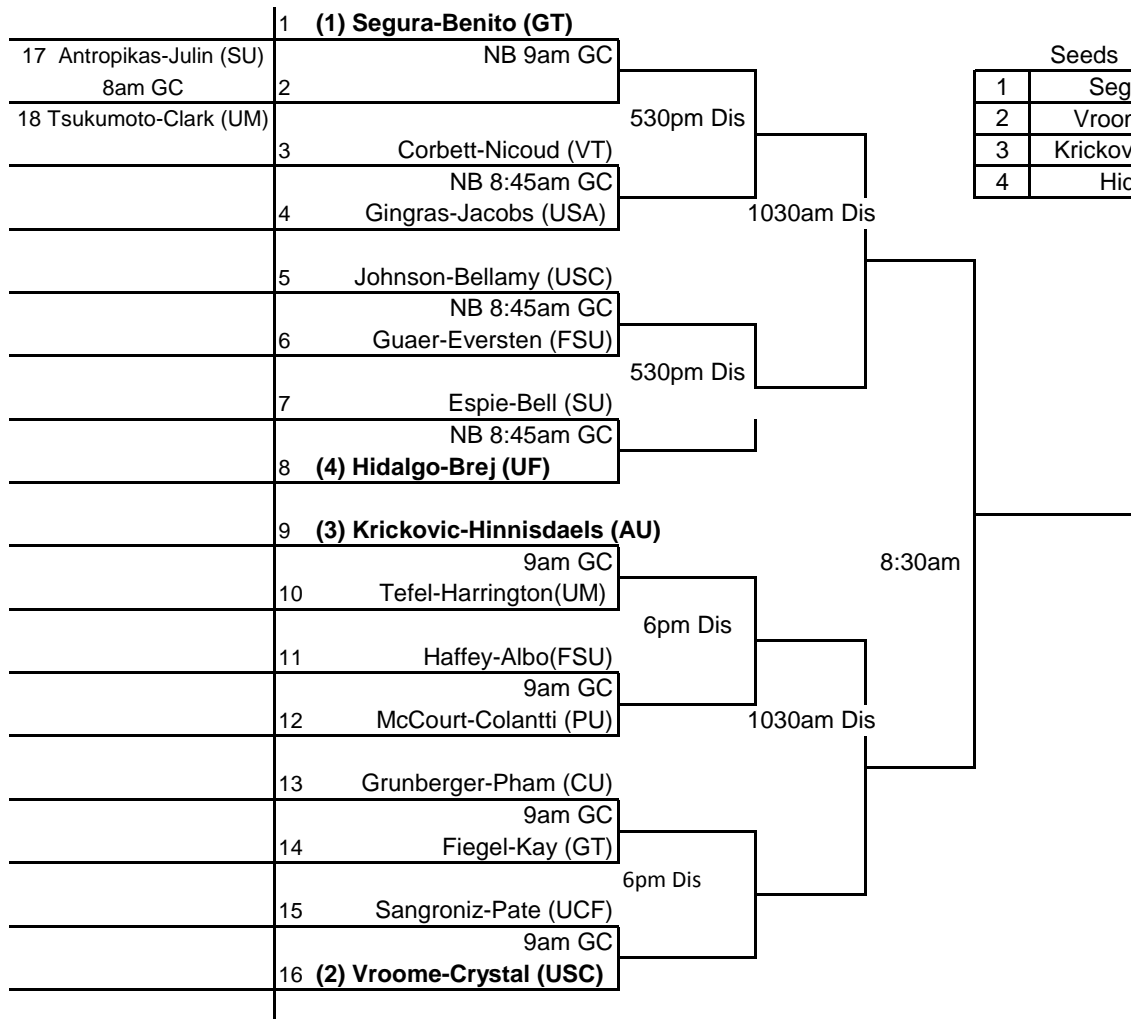 1 (1) Segura-Benito (GT)
17 Antropikas-Julin (SU)
NB 9am GC
8am GC
2
18 Tsukumoto-Clark (UM)
530pm Dis
3 Corbett-Nicoud (VT)
NB 8:45am GC
4 Gingras-Jacobs (USA)
1030am Dis
5 Johnson-Bellamy (USC)
NB 8:45am GC
6 Guaer-Eversten (FSU)
530pm Dis
7 Espie-Bell (SU)
NB 8:45am GC
8 (4) Hidalgo-Brej (UF)
9 (3) Krickovic-Hinnisdaels (AU)
9am GC
8:30am
10 Tefel-Harrington(UM)
6pm Dis
11 Haffey-Albo(FSU)
9am GC
12 McCourt-Colantti (PU)
1030am Dis
13 Grunberger-Pham (CU)
9am GC
14 Fiegel-Kay (GT)
6pm Dis
15 Sangroniz-Pate (UCF)
9am GC
16 (2) Vroome-Crystal (USC)
Seeds
1 Seg
2 Vroo
3 Krickov
4 Hid